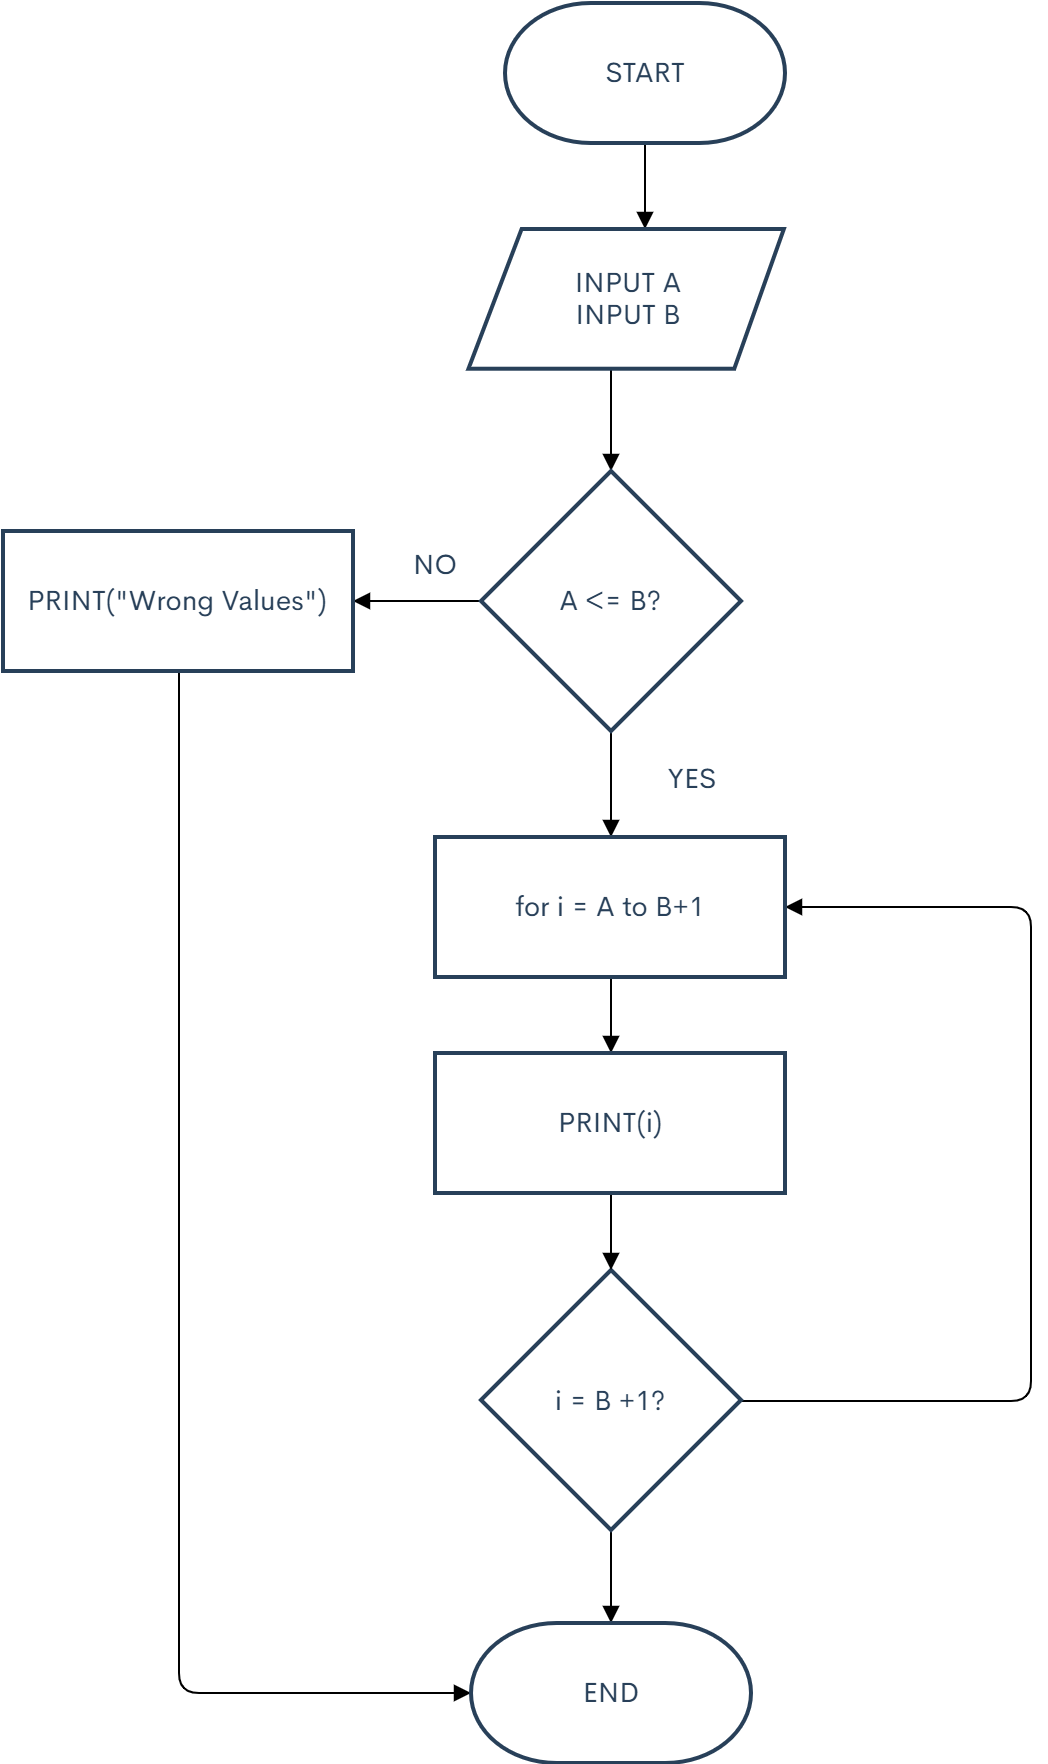 START
INPUT A
INPUT B
A <= B?
NO
PRINT("Wrong Values")
YES
for i = A to B+1
PRINT(i)
i = B +1?
END